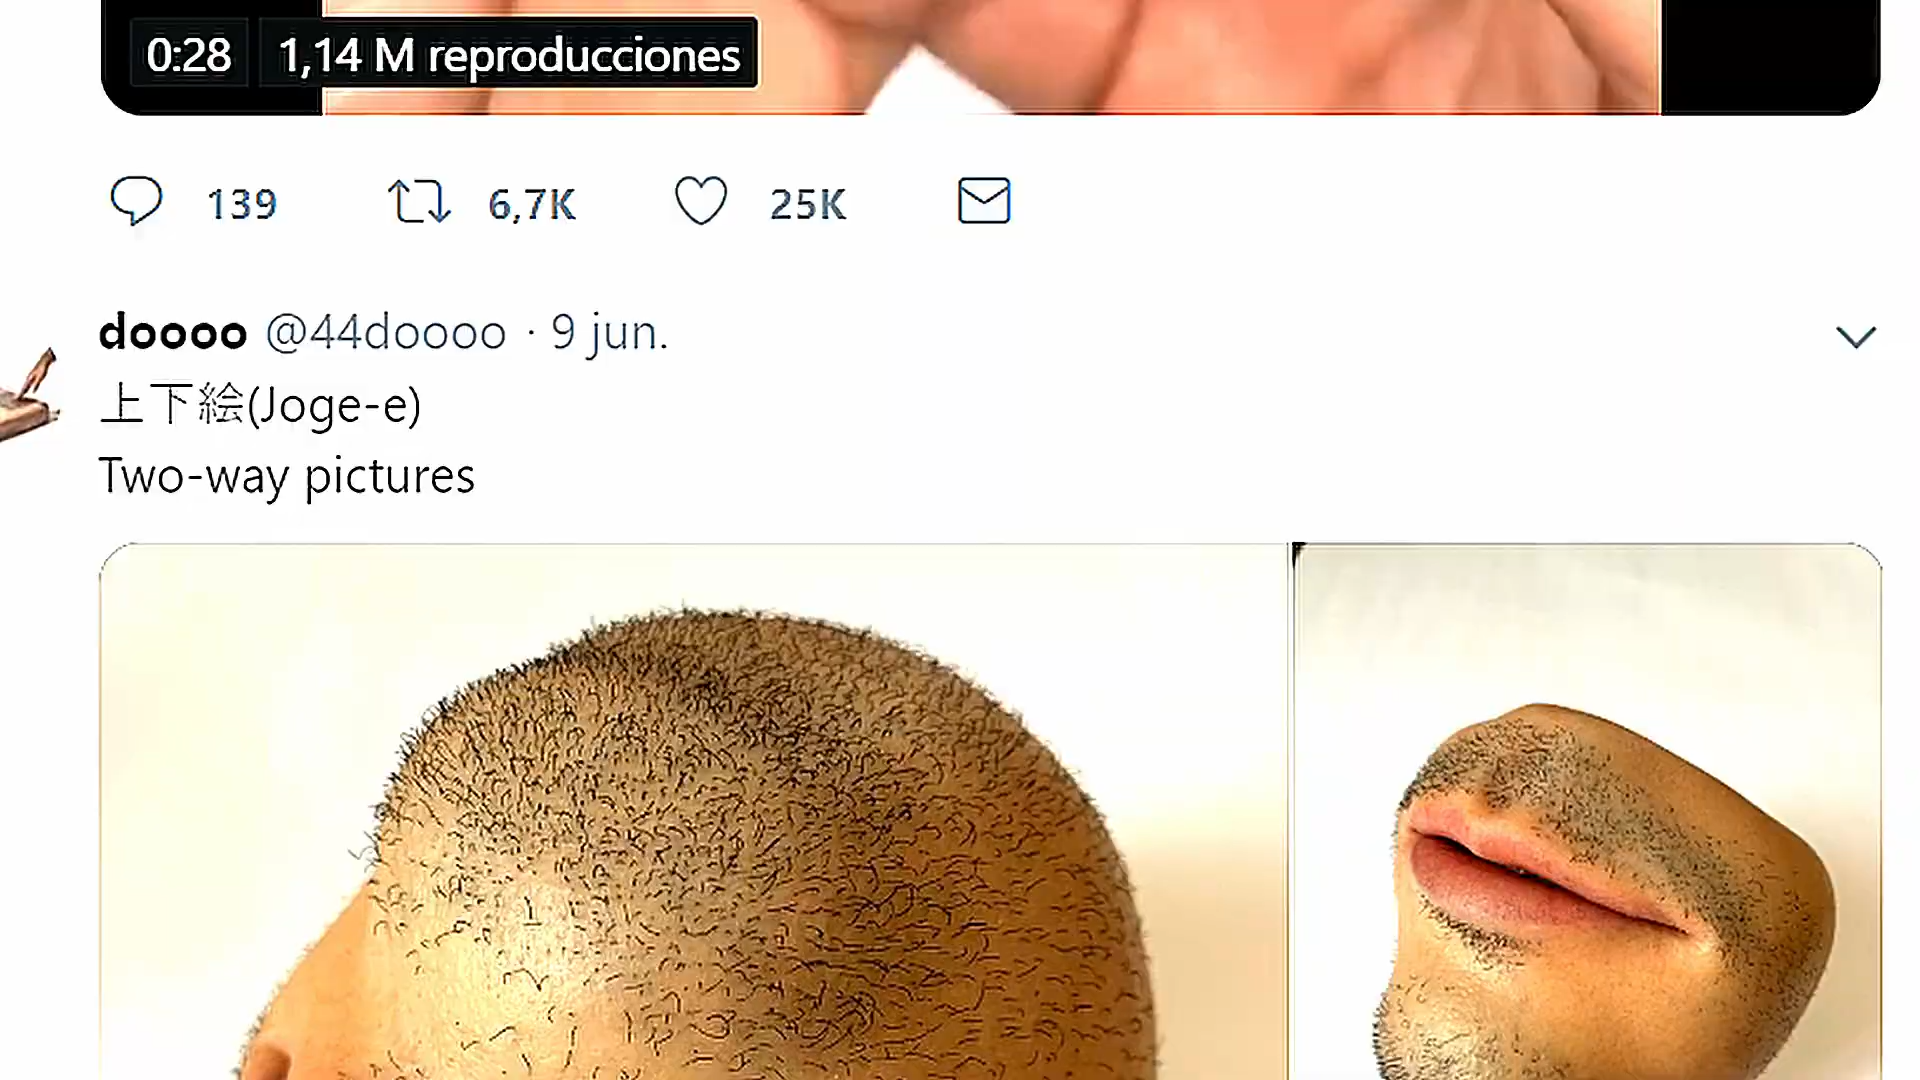 0:28 1,14 M reproducciones
139 6,7K 25K
doooo @44doooo · 9 jun.
上下絵(Joge-e)
Two-way pictures